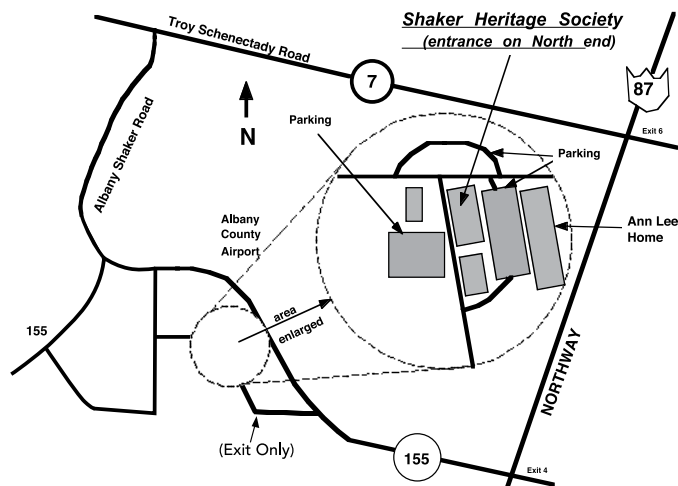 Shaker Heritage Society
(entrance on North end)
Troy Schenectady Road
7
87
Exit 6
N
Parking
Parking
Albany Shaker Road
Albany
County
Airport
Ann Lee
Home
area
enlarged
155
NORTHWAY
(Exit Only)
155
Exit 4